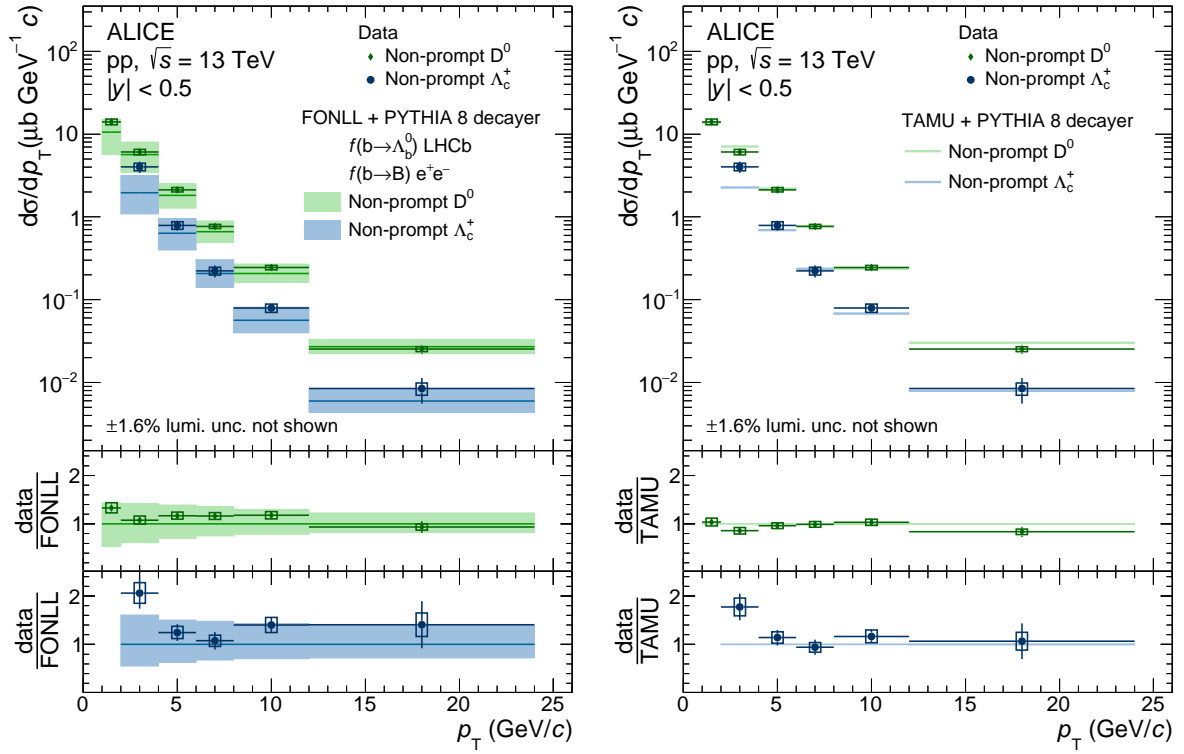 ALICE
pp, √s = 13 TeV
|y| < 0.5
Data
Non-prompt D⁰
Non-prompt Λc⁺
FONLL + PYTHIA 8 decayer
f(b→Λb⁰) LHCb
f(b→B) e⁺e⁻
Non-prompt D⁰
Non-prompt Λc⁺
±1.6% lumi. unc. not shown
dσ/dpT (μb GeV⁻¹ c)
10²
10
1
10⁻¹
10⁻²
data
FONLL
2
1
data
FONLL
2
1
0 5 10 15 20 25
pT (GeV/c)
ALICE
pp, √s = 13 TeV
|y| < 0.5
Data
Non-prompt D⁰
Non-prompt Λc⁺
TAMU + PYTHIA 8 decayer
Non-prompt D⁰
Non-prompt Λc⁺
±1.6% lumi. unc. not shown
dσ/dpT (μb GeV⁻¹ c)
10²
10
1
10⁻¹
10⁻²
data
TAMU
2
1
data
TAMU
2
1
0 5 10 15 20 25
pT (GeV/c)